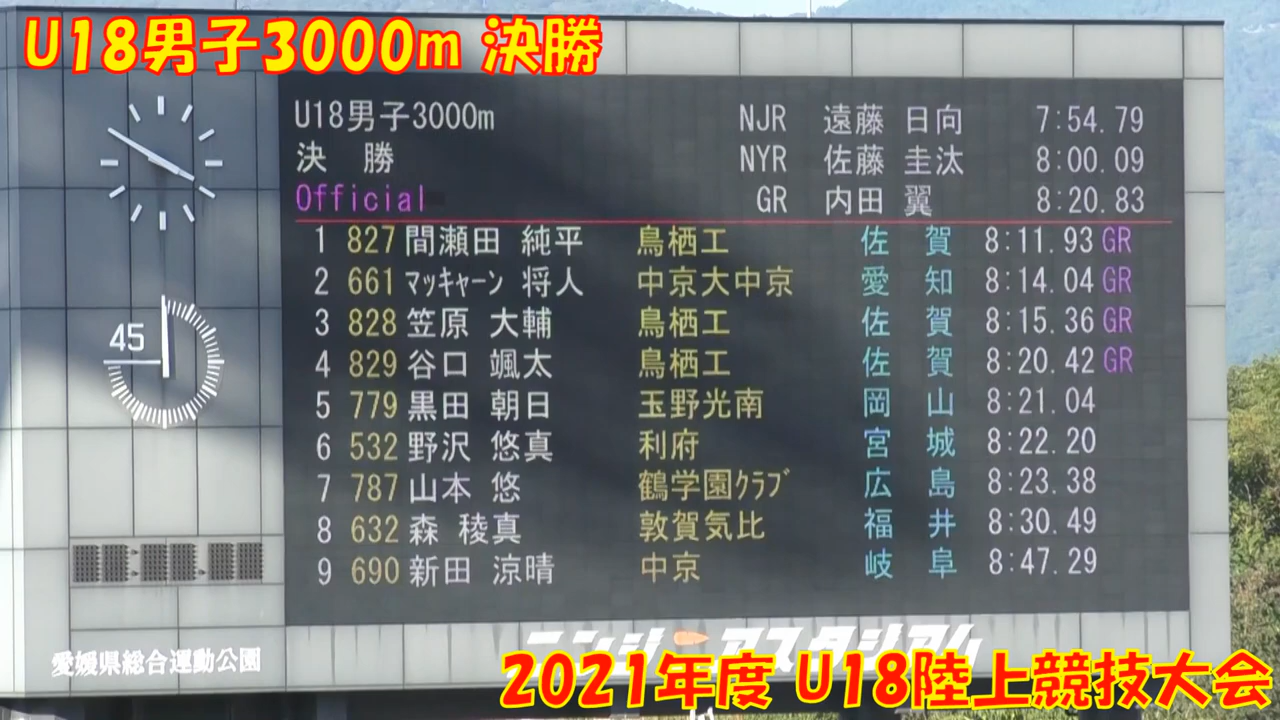 U18男子3000m 決勝
U18男子3000m NJR 遠藤 日向 7:54.79
決 勝 NYR 佐藤 圭汰 8:00.09
Official GR 内田 翼 8:20.83
1 827 間瀬田 純平 鳥栖工 佐 賀 8:11.93 GR
2 661 ﾏｯｷｬｰﾝ 将人 中京大中京 愛 知 8:14.04 GR
3 828 笠原 大輔 鳥栖工 佐 賀 8:15.36 GR
4 829 谷口 颯太 鳥栖工 佐 賀 8:20.42 GR
5 779 黒田 朝日 玉野光南 岡 山 8:21.04
6 532 野沢 悠真 利府 宮 城 8:22.20
7 787 山本 悠 鶴学園ｸﾗﾌﾞ 広 島 8:23.38
8 632 森 稜真 敦賀気比 福 井 8:30.49
9 690 新田 涼晴 中京 岐 阜 8:47.29
45
ニンジニアスタジアム
愛媛県総合運動公園
2021年度 U18陸上競技大会